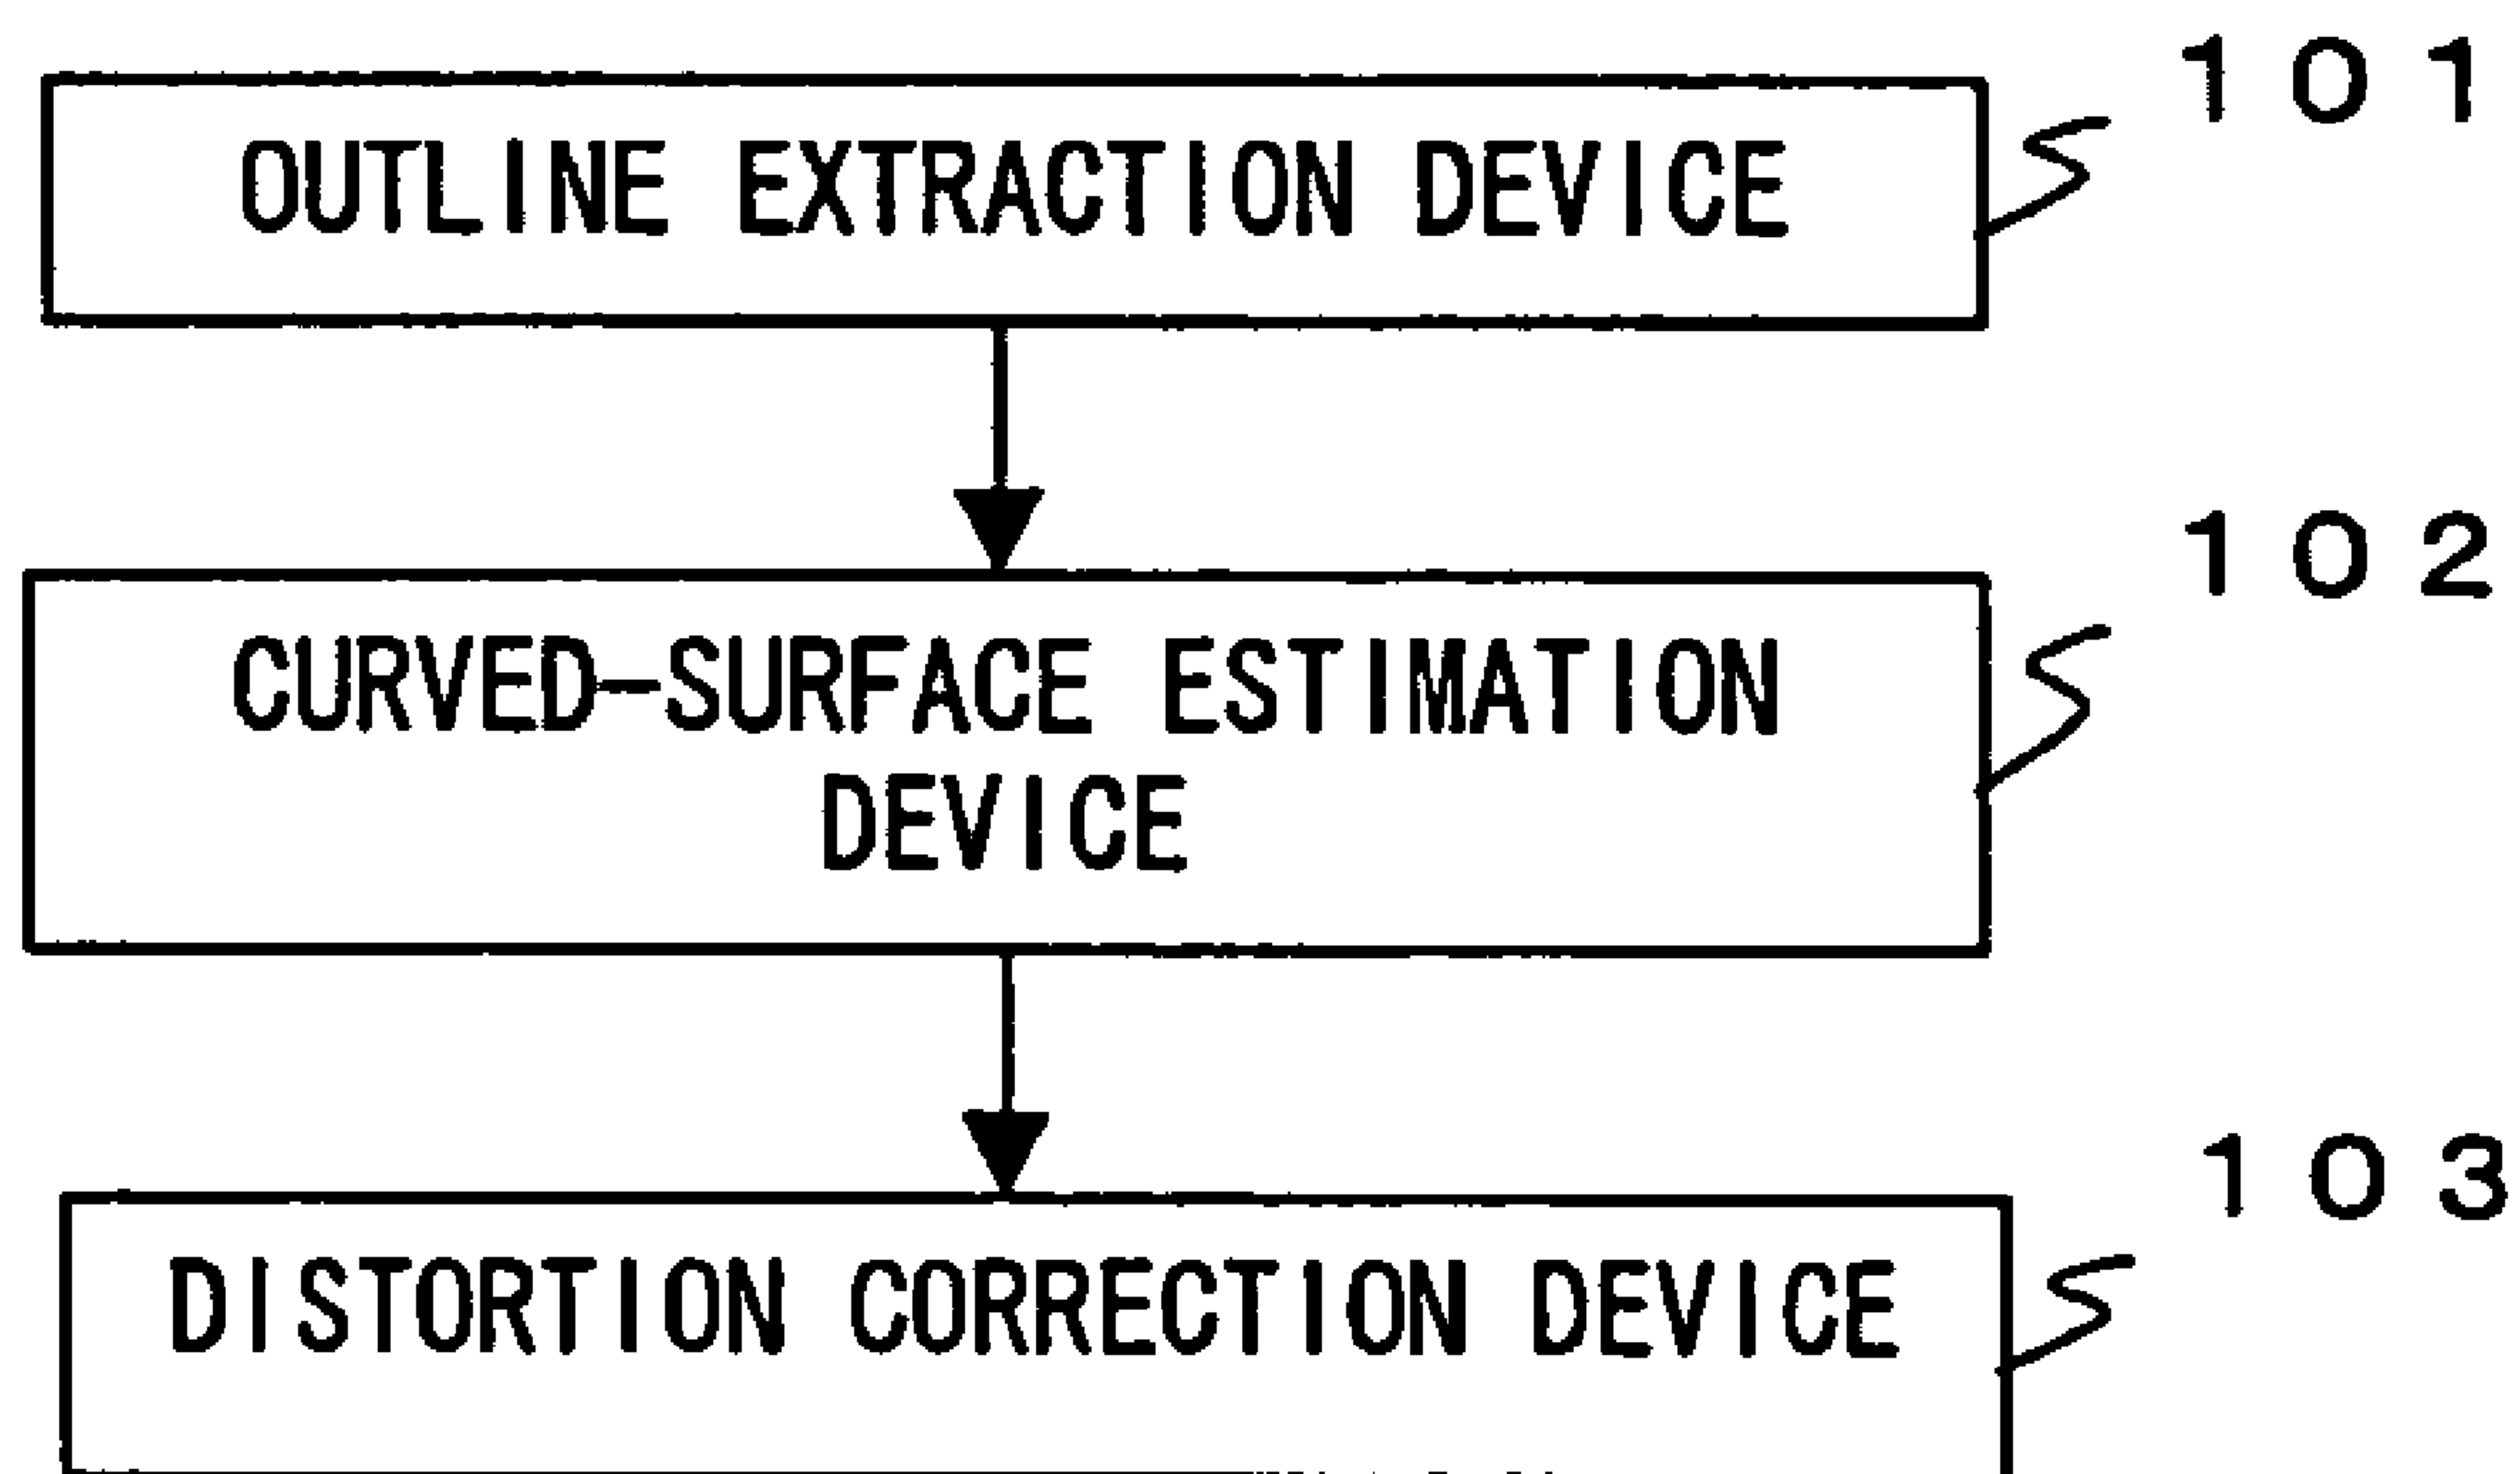 101
OUTLINE EXTRACTION DEVICE
102
CURVED-SURFACE ESTIMATION
DEVICE
103
DISTORTION CORRECTION DEVICE